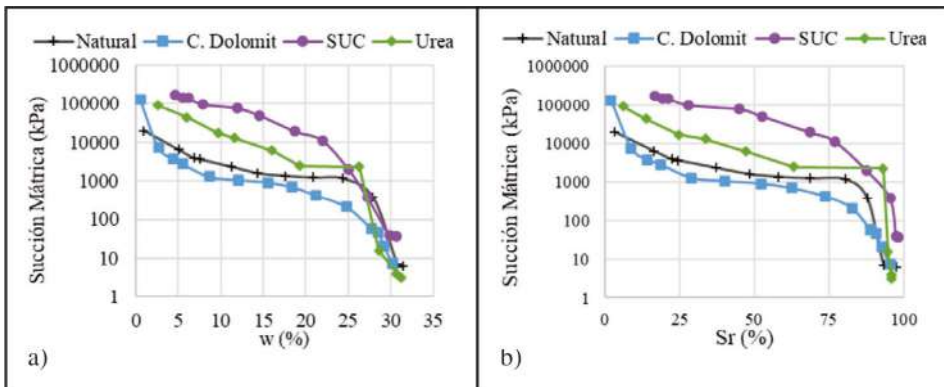 Natural C. Dolomit SUC Urea
1000000
100000
10000
1000
100
10
1
Succión Mátrica (kPa)
0 5 10 15 20 25 30 35
w (%)
a)
Natural C. Dolomit SUC Urea
1000000
100000
10000
1000
100
10
1
Succión Mátrica (kPa)
0 25 50 75 100
Sr (%)
b)